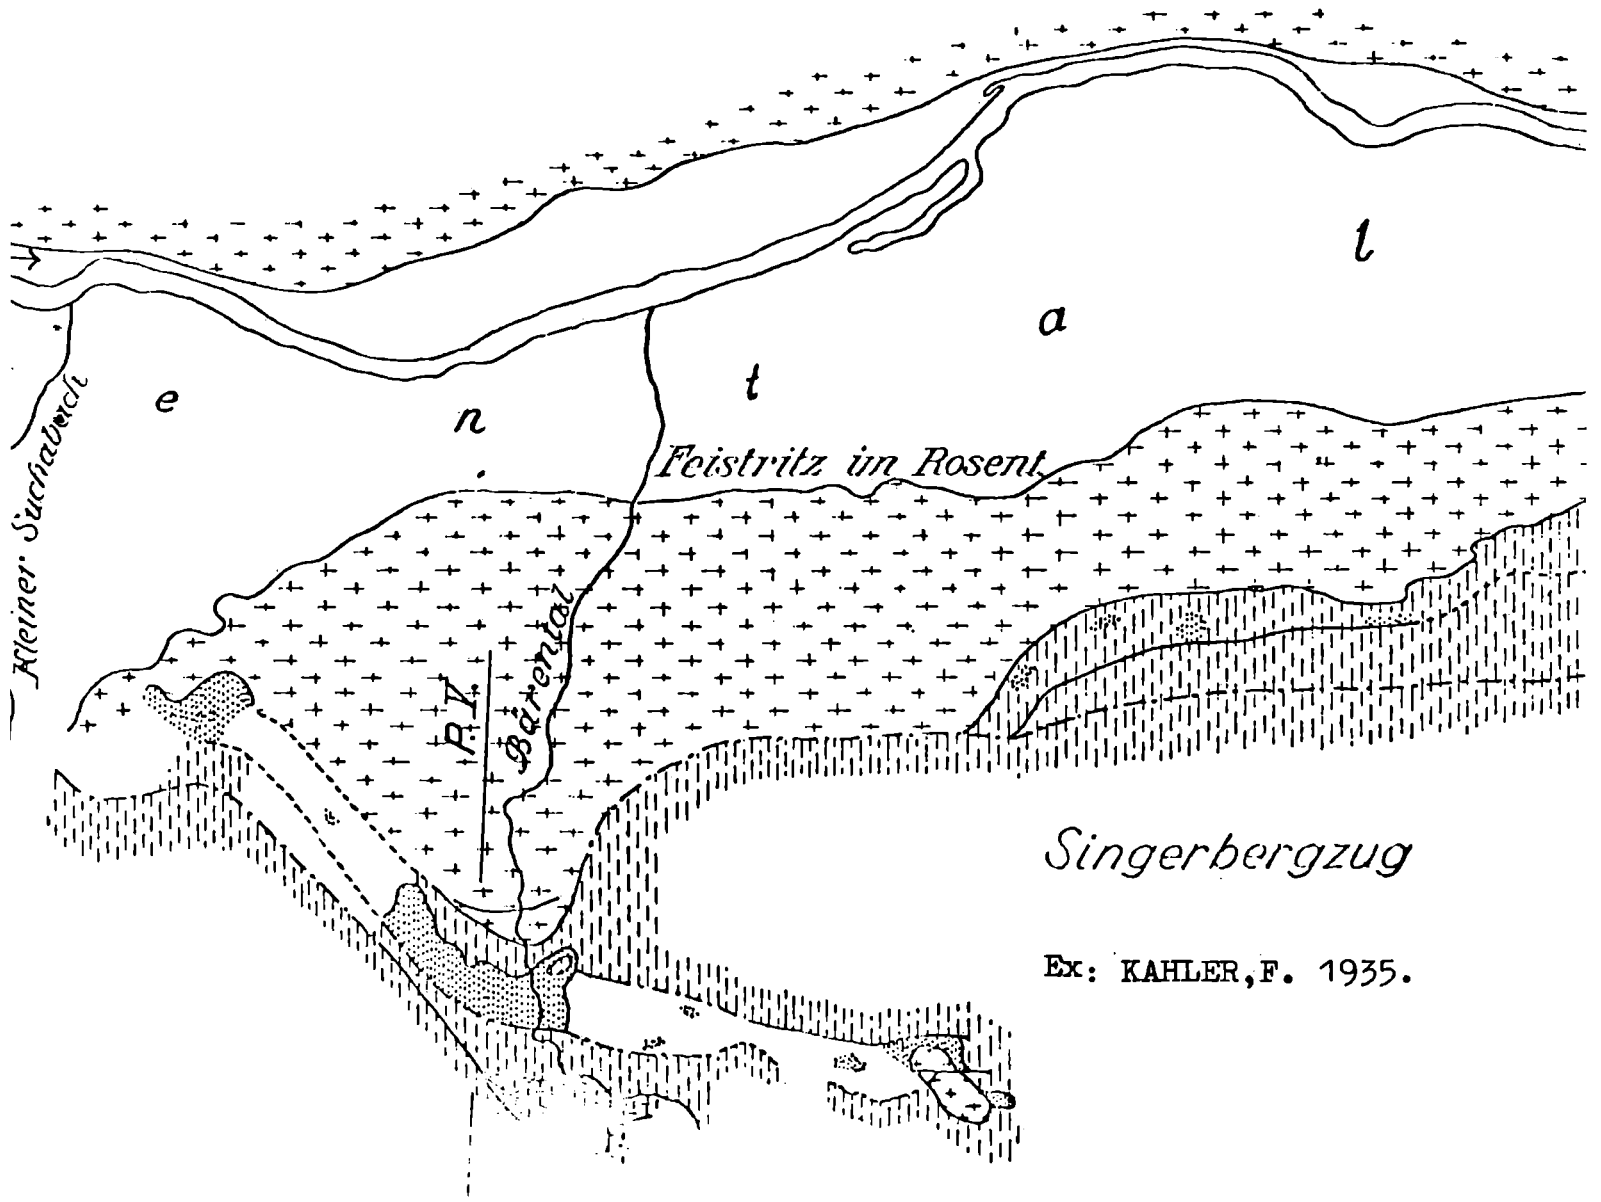 l
a
t
e
n
Feistritz im Rosent.
Kleiner Suchabach
Bärental
P. Y.
Singerbergzug
Ex: KAHLER,F. 1935.